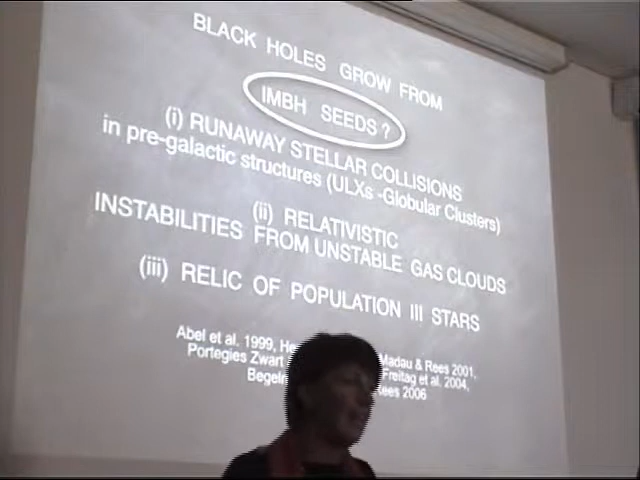 BLACK HOLES GROW FROM
IMBH SEEDS ?
(i) RUNAWAY STELLAR COLLISIONS
in pre-galactic structures (ULXs -Globular Clusters)
(ii) RELATIVISTIC
INSTABILITIES FROM UNSTABLE GAS CLOUDS
(iii) RELIC OF POPULATION III STARS
Abel et al. 1999, Madau & Rees 2001,
Portegies Zwart Freitag et al. 2004,
2006